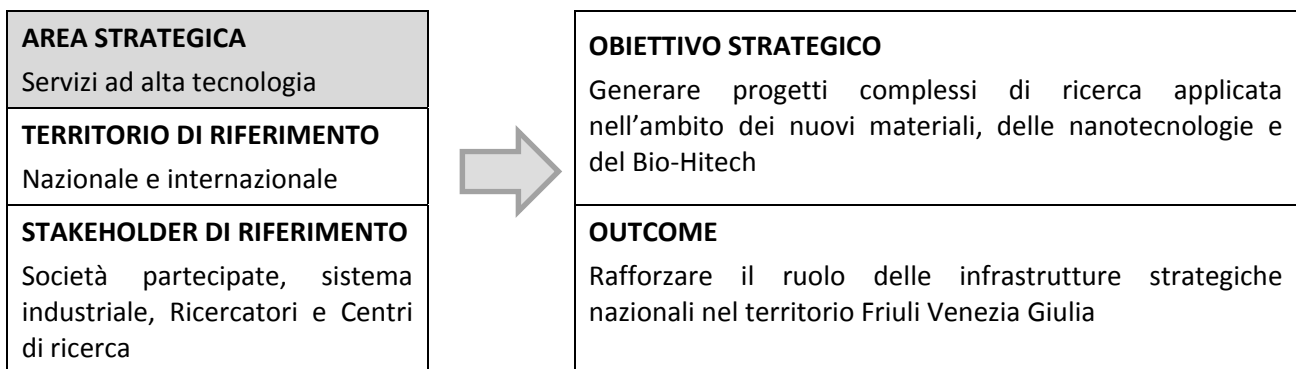 AREA STRATEGICA
Servizi ad alta tecnologia
TERRITORIO DI RIFERIMENTO
Nazionale e internazionale
STAKEHOLDER DI RIFERIMENTO
Società partecipate, sistema
industriale, Ricercatori e Centri
di ricerca
OBIETTIVO STRATEGICO
Generare progetti complessi di ricerca applicata
nell’ambito dei nuovi materiali, delle nanotecnologie e
del Bio-Hitech
OUTCOME
Rafforzare il ruolo delle infrastrutture strategiche
nazionali nel territorio Friuli Venezia Giulia